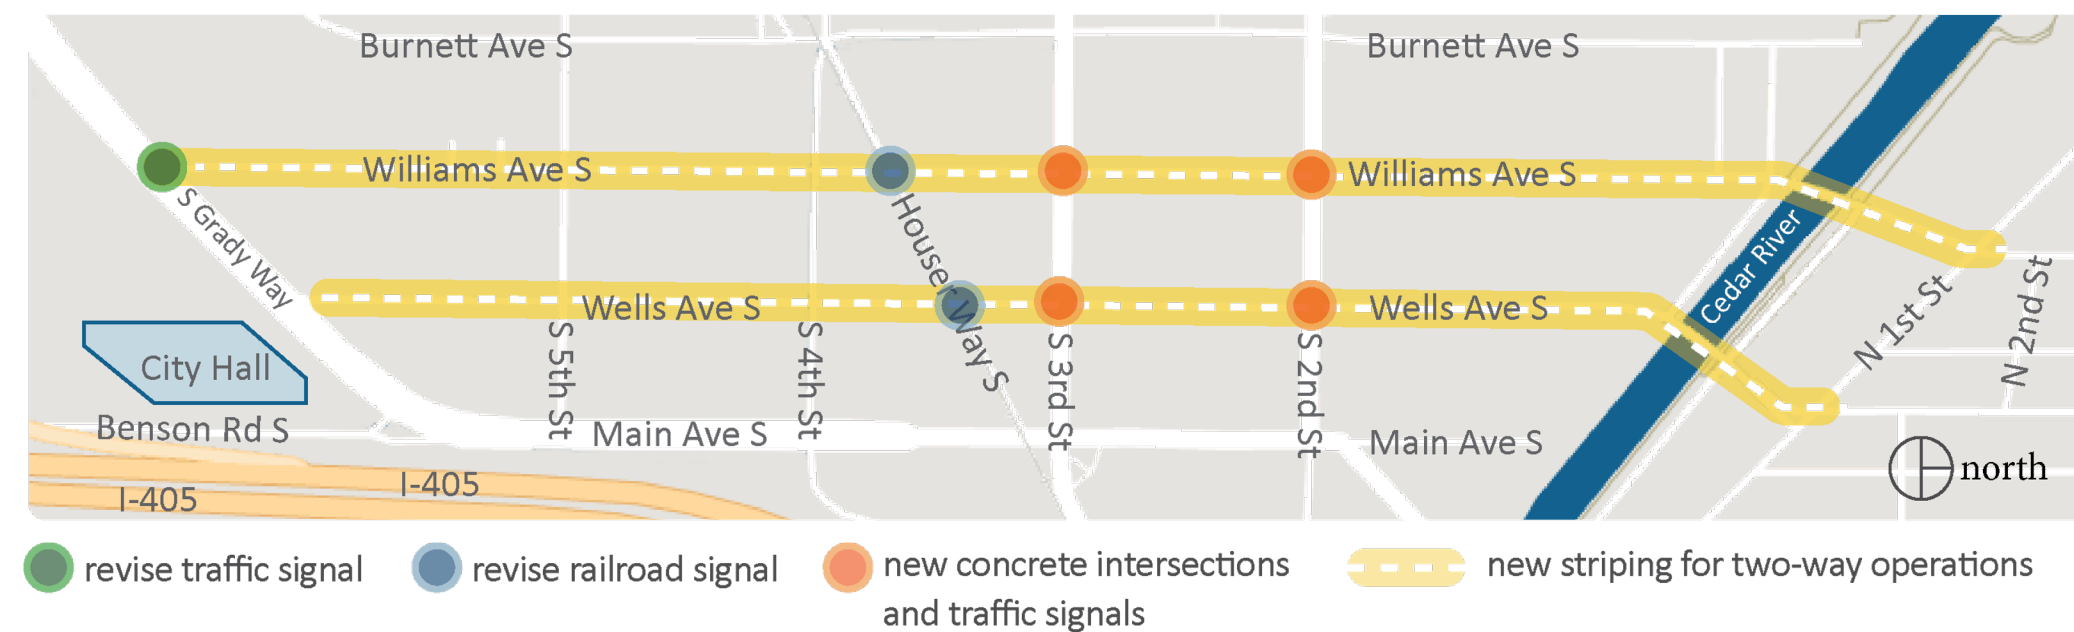 Burnett Ave S
Burnett Ave S
Williams Ave S
Williams Ave S
S Grady Way
Houser Way S
Cedar River
Wells Ave S
Wells Ave S
N 1st St
N 2nd St
S 5th St
S 4th St
S 3rd St
S 2nd St
City Hall
Benson Rd S
Main Ave S
Main Ave S
I-405
I-405
north
revise traffic signal
revise railroad signal
new concrete intersections
and traffic signals
new striping for two-way operations